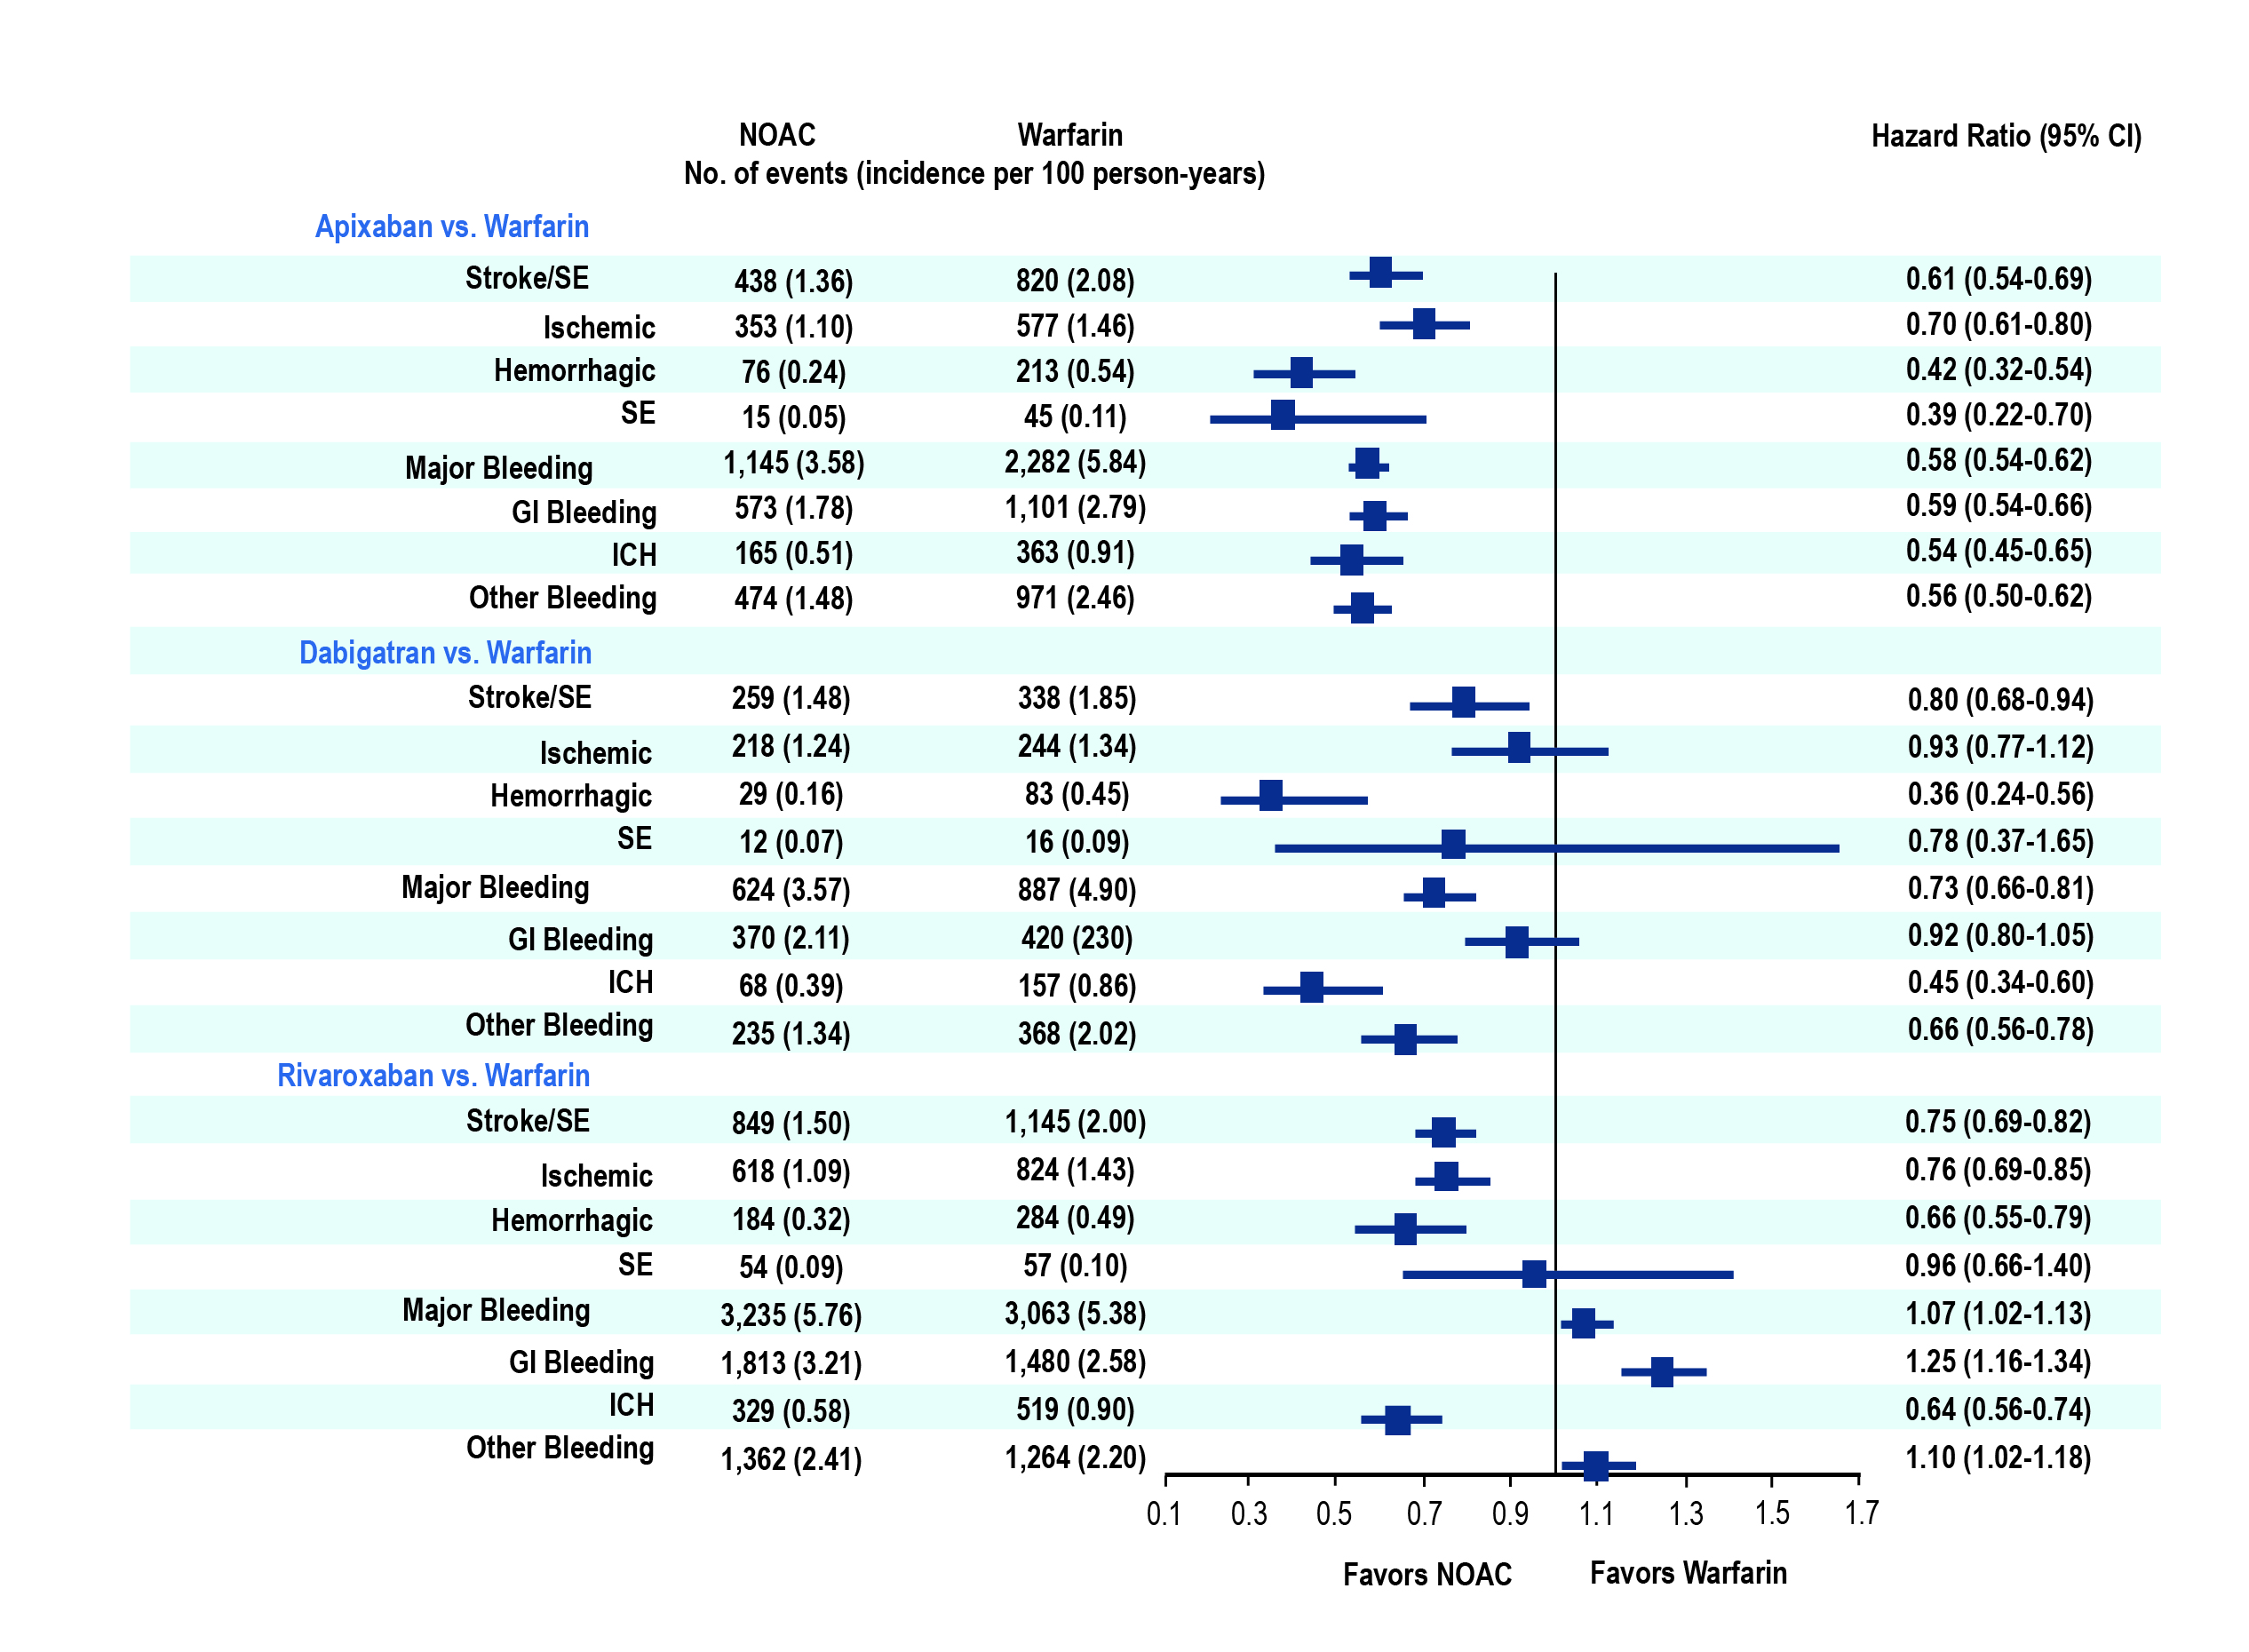 NOAC Warfarin Hazard Ratio (95% CI)
No. of events (incidence per 100 person-years)
Apixaban vs. Warfarin
Stroke/SE 438 (1.36) 820 (2.08) 0.61 (0.54-0.69)
Ischemic 353 (1.10) 577 (1.46) 0.70 (0.61-0.80)
Hemorrhagic 76 (0.24) 213 (0.54) 0.42 (0.32-0.54)
SE 15 (0.05) 45 (0.11) 0.39 (0.22-0.70)
Major Bleeding 1,145 (3.58) 2,282 (5.84) 0.58 (0.54-0.62)
GI Bleeding 573 (1.78) 1,101 (2.79) 0.59 (0.54-0.66)
ICH 165 (0.51) 363 (0.91) 0.54 (0.45-0.65)
Other Bleeding 474 (1.48) 971 (2.46) 0.56 (0.50-0.62)
Dabigatran vs. Warfarin
Stroke/SE 259 (1.48) 338 (1.85) 0.80 (0.68-0.94)
Ischemic 218 (1.24) 244 (1.34) 0.93 (0.77-1.12)
Hemorrhagic 29 (0.16) 83 (0.45) 0.36 (0.24-0.56)
SE 12 (0.07) 16 (0.09) 0.78 (0.37-1.65)
Major Bleeding 624 (3.57) 887 (4.90) 0.73 (0.66-0.81)
GI Bleeding 370 (2.11) 420 (230) 0.92 (0.80-1.05)
ICH 68 (0.39) 157 (0.86) 0.45 (0.34-0.60)
Other Bleeding 235 (1.34) 368 (2.02) 0.66 (0.56-0.78)
Rivaroxaban vs. Warfarin
Stroke/SE 849 (1.50) 1,145 (2.00) 0.75 (0.69-0.82)
Ischemic 618 (1.09) 824 (1.43) 0.76 (0.69-0.85)
Hemorrhagic 184 (0.32) 284 (0.49) 0.66 (0.55-0.79)
SE 54 (0.09) 57 (0.10) 0.96 (0.66-1.40)
Major Bleeding 3,235 (5.76) 3,063 (5.38) 1.07 (1.02-1.13)
GI Bleeding 1,813 (3.21) 1,480 (2.58) 1.25 (1.16-1.34)
ICH 329 (0.58) 519 (0.90) 0.64 (0.56-0.74)
Other Bleeding 1,362 (2.41) 1,264 (2.20) 1.10 (1.02-1.18)
0.1 0.3 0.5 0.7 0.9 1.1 1.3 1.5 1.7
Favors NOAC Favors Warfarin